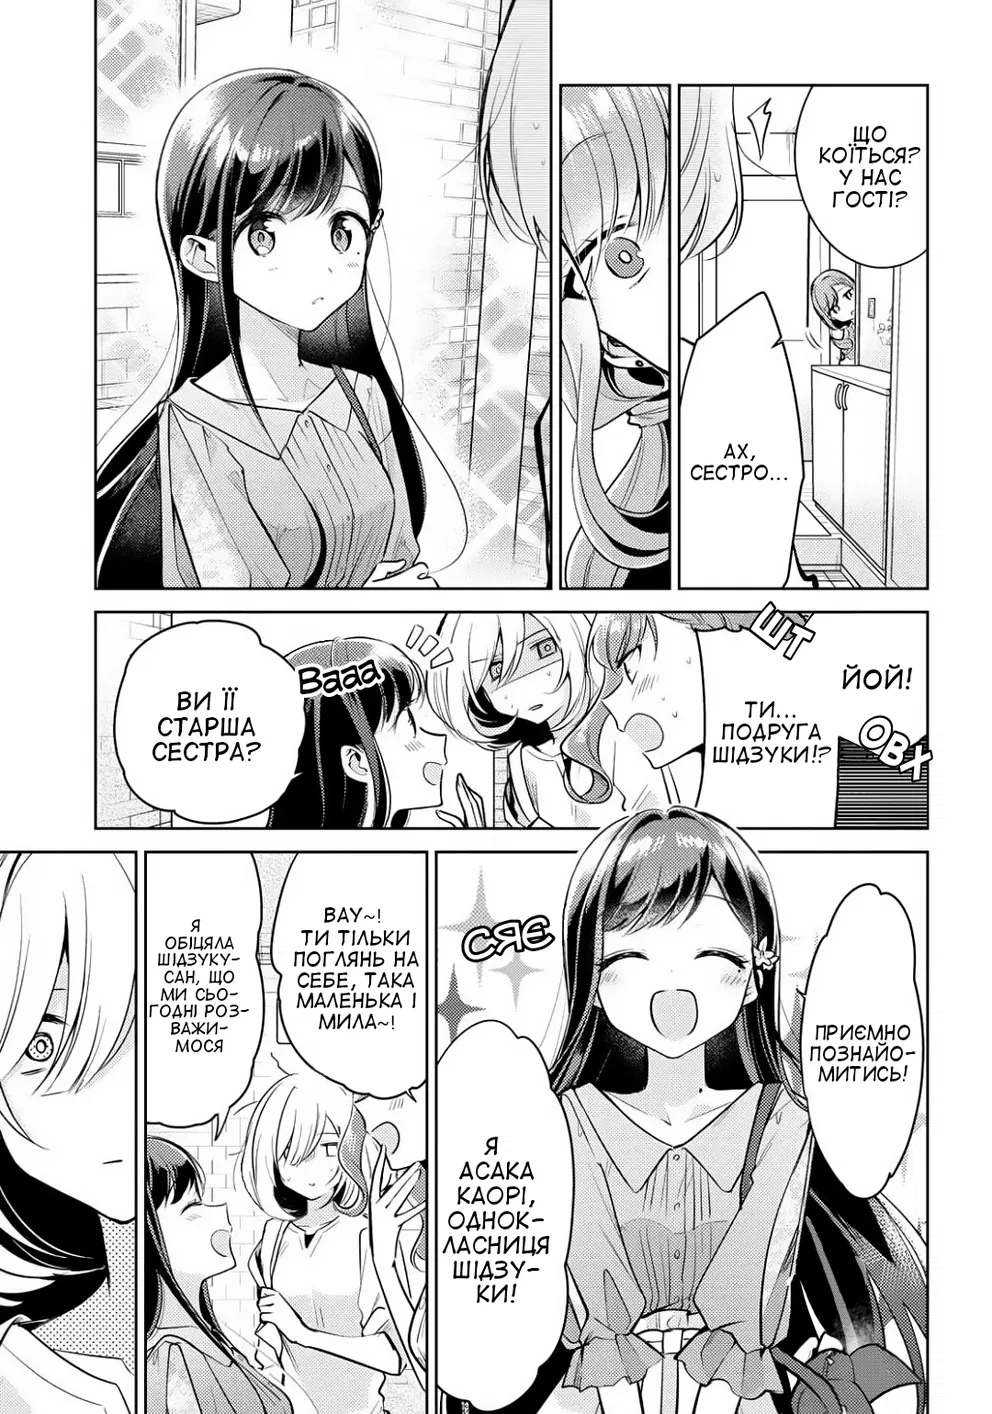 ЩО
КОЇТЬСЯ?
У НАС
ГОСТІ?
АХ,
СЕСТРО...
ШТ
ЙОЙ!
ОВХ
ТИ...
ПОДРУГА
ШІДЗУКИ!?
Вааа
ВИ ЇЇ
СТАРША
СЕСТРА?
ПРИЄМНО
ПОЗНАЙО-
МИТИСЬ!
СЯЄ
Я
АСАКА
КАОРІ,
ОДНОК-
ЛАСНИЦЯ
ШІДЗУ-
КИ!
ВАУ~!
ТИ ТІЛЬКИ
ПОГЛЯНЬ НА
СЕБЕ, ТАКА
МАЛЕНЬКА І
МИЛА~!
Я
ОБІЦЯЛА
ШІДЗУКУ-
САН, ЩО
МИ СЬО-
ГОДНІ РОЗ-
ВАЖИ-
МОСЯ